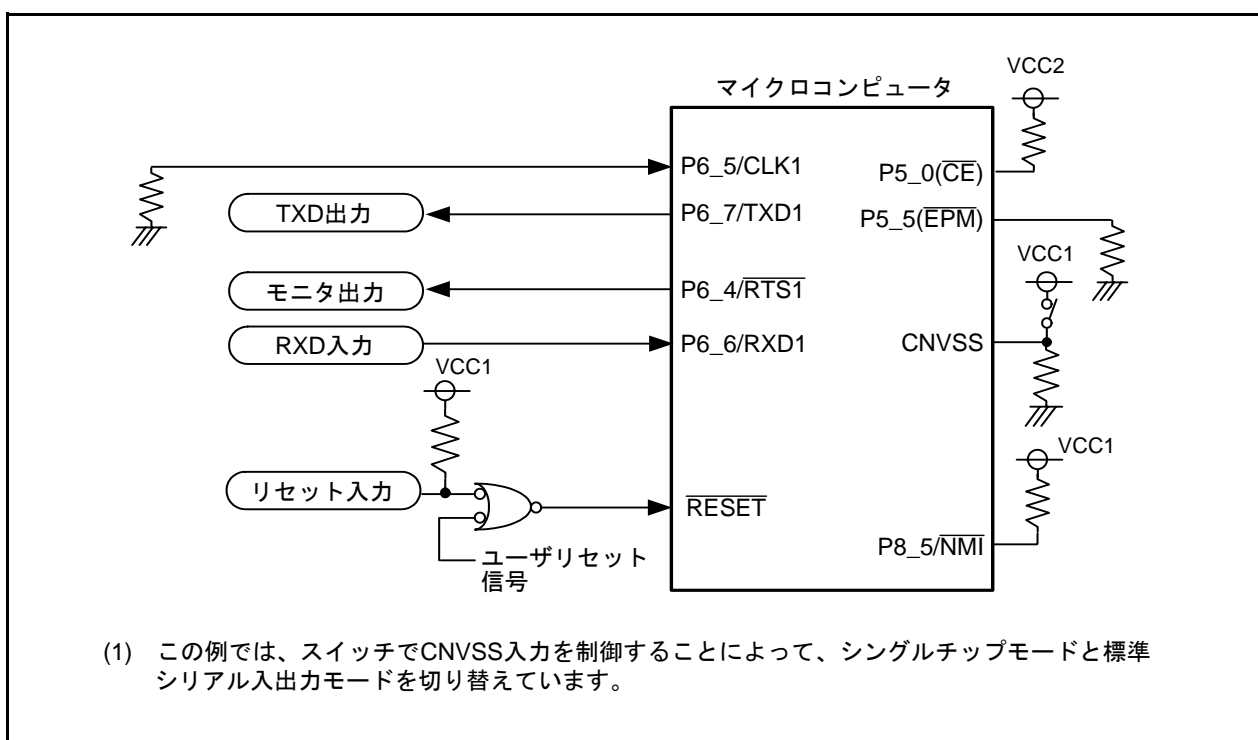 マイクロコンピュータ
VCC2
P6_5/CLK1
P5_0(C̅E̅)
TXD出力
P6_7/TXD1
P5_5(E̅P̅M̅)
VCC1
モニタ出力
P6_4/R̅T̅S̅1̅
RXD入力
P6_6/RXD1
CNVSS
VCC1
VCC1
リセット入力
R̅E̅S̅E̅T̅
ユーザリセット
信号
P8_5/N̅M̅I̅
(1) この例では、スイッチでCNVSS入力を制御することによって、シングルチップモードと標準
シリアル入出力モードを切り替えています。